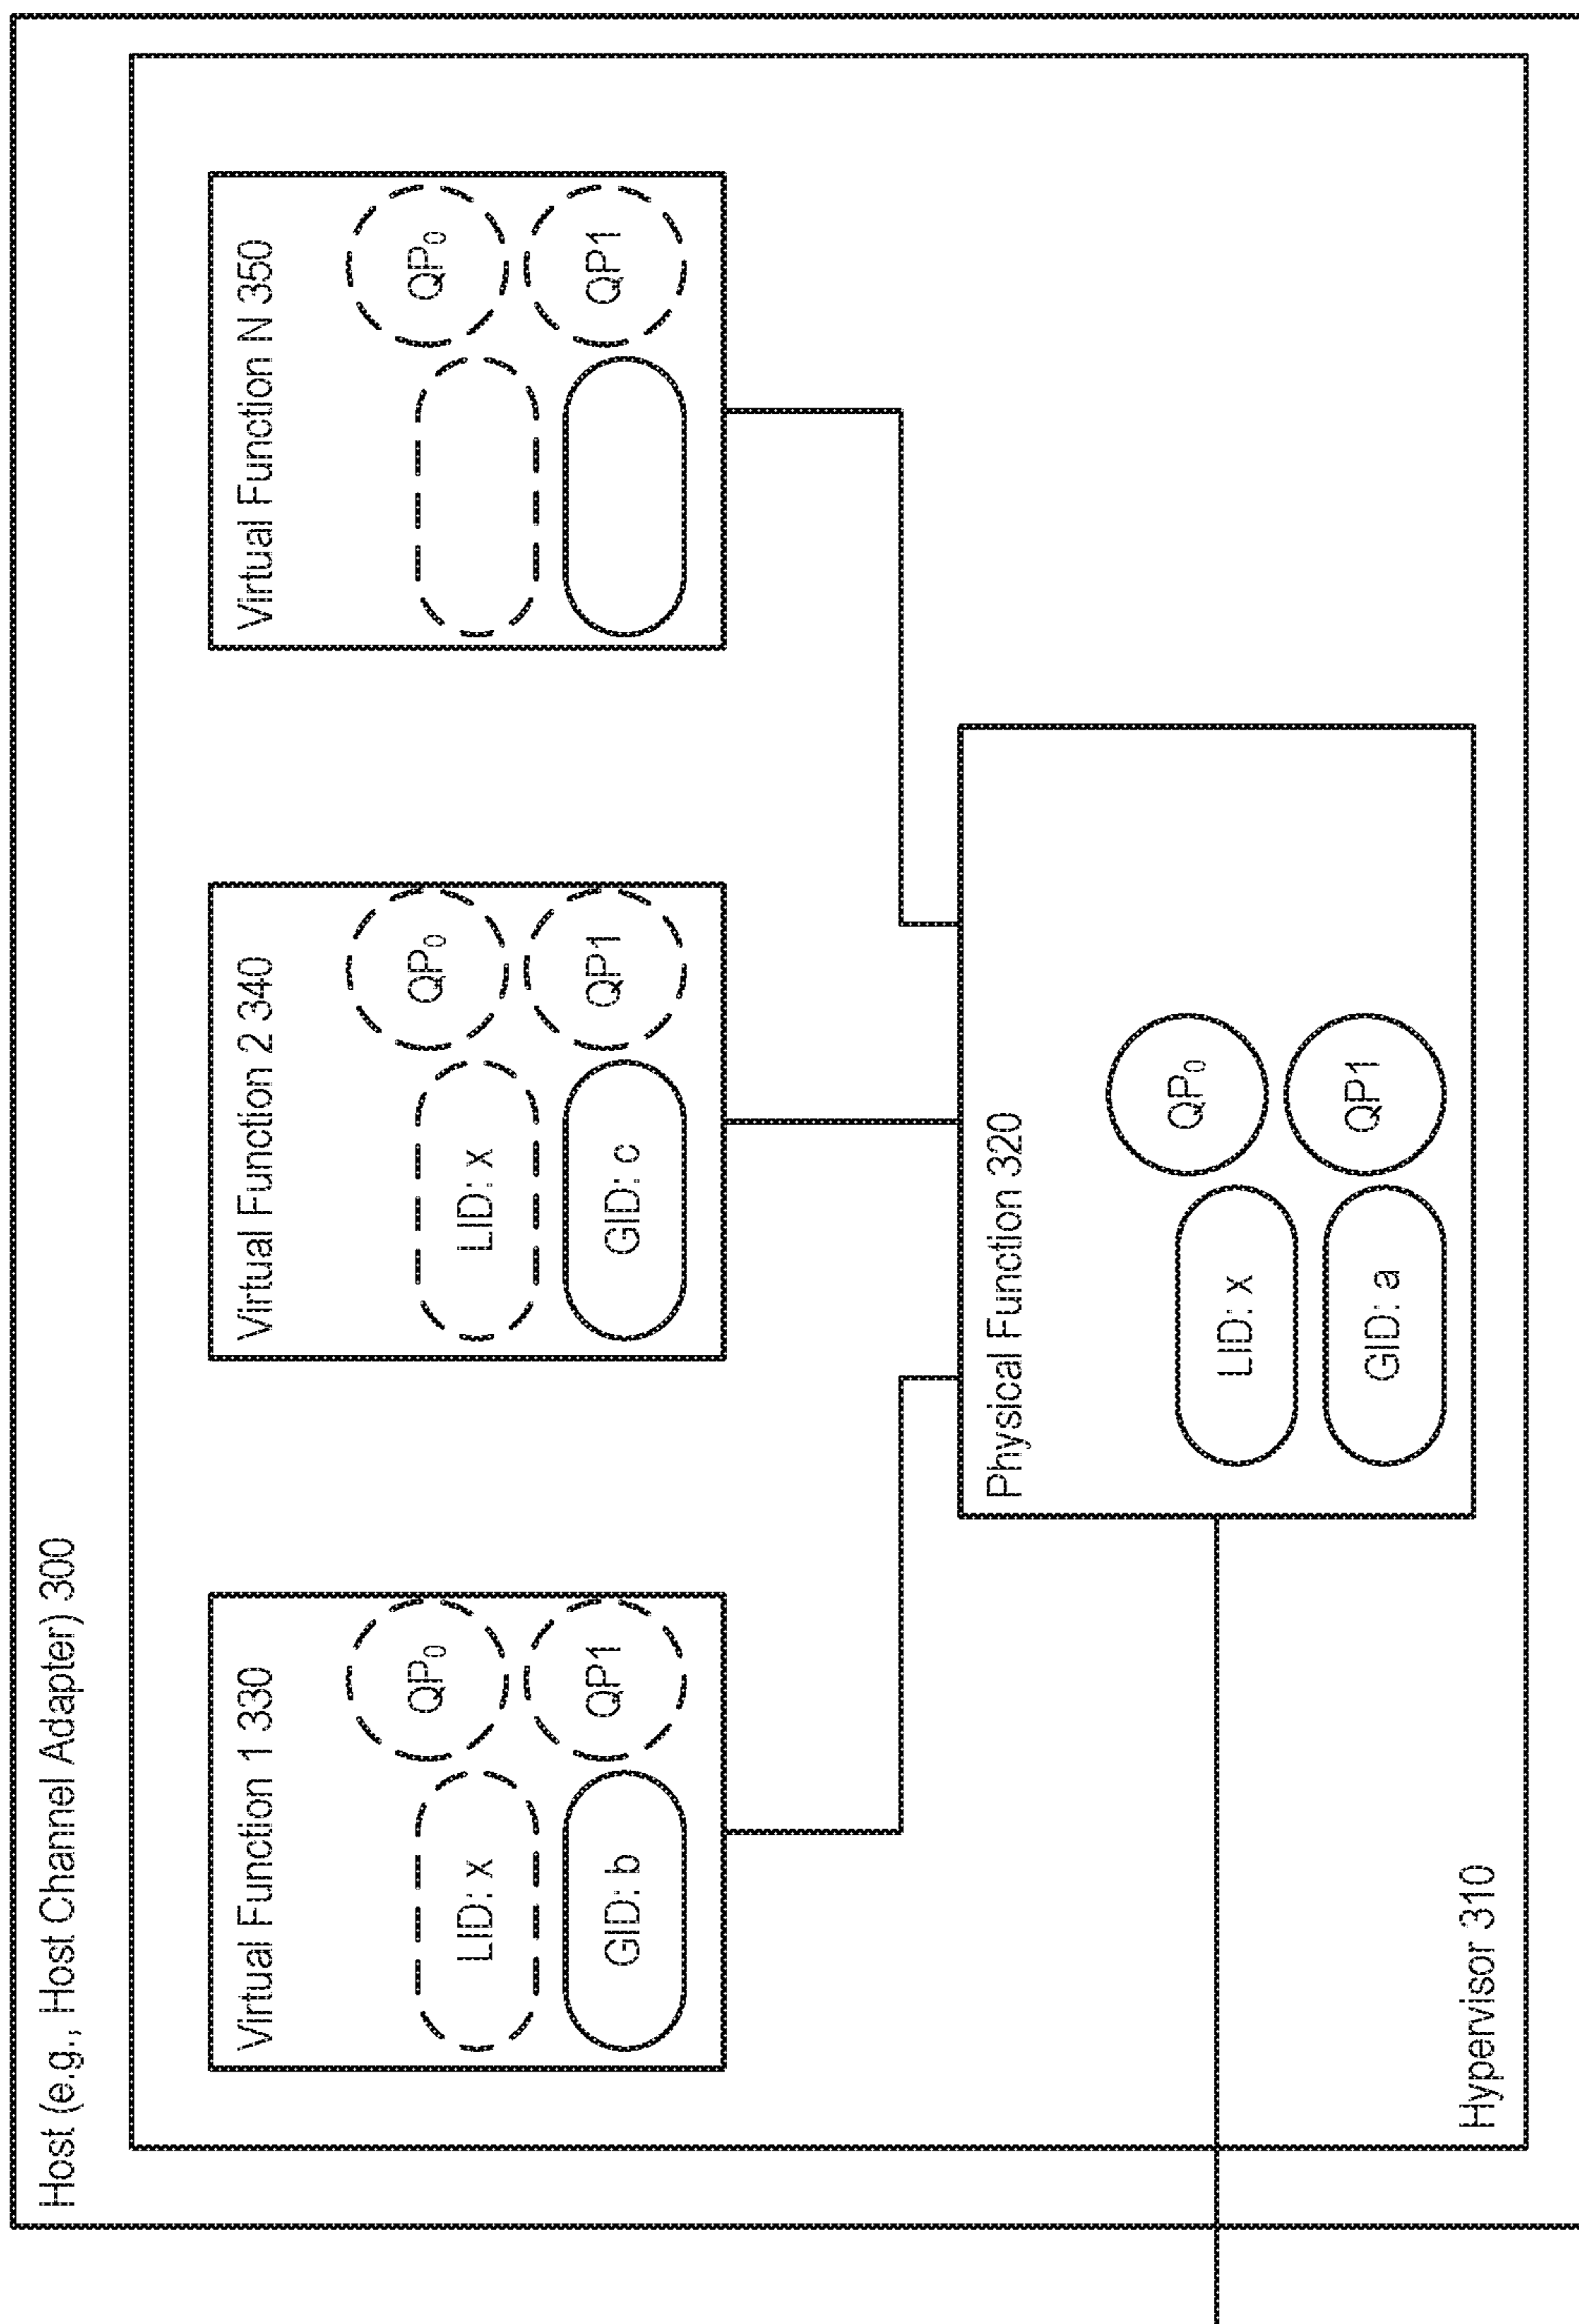 Host (e.g., Host Channel Adapter) 300
Virtual Function 1 330
QP0
LID: x
QP1
GID: b
Virtual Function 2 340
QP0
LID: x
QP1
GID: c
Virtual Function N 350
QP0
QP1
Physical Function 320
QP0
LID: x
QP1
GID: a
Hypervisor 310